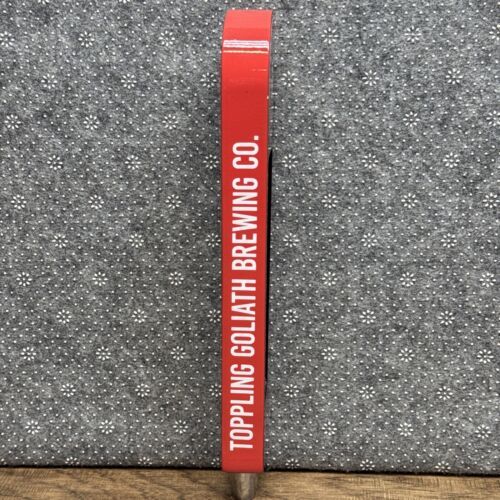 TOPPLING GOLIATH BREWING CO.